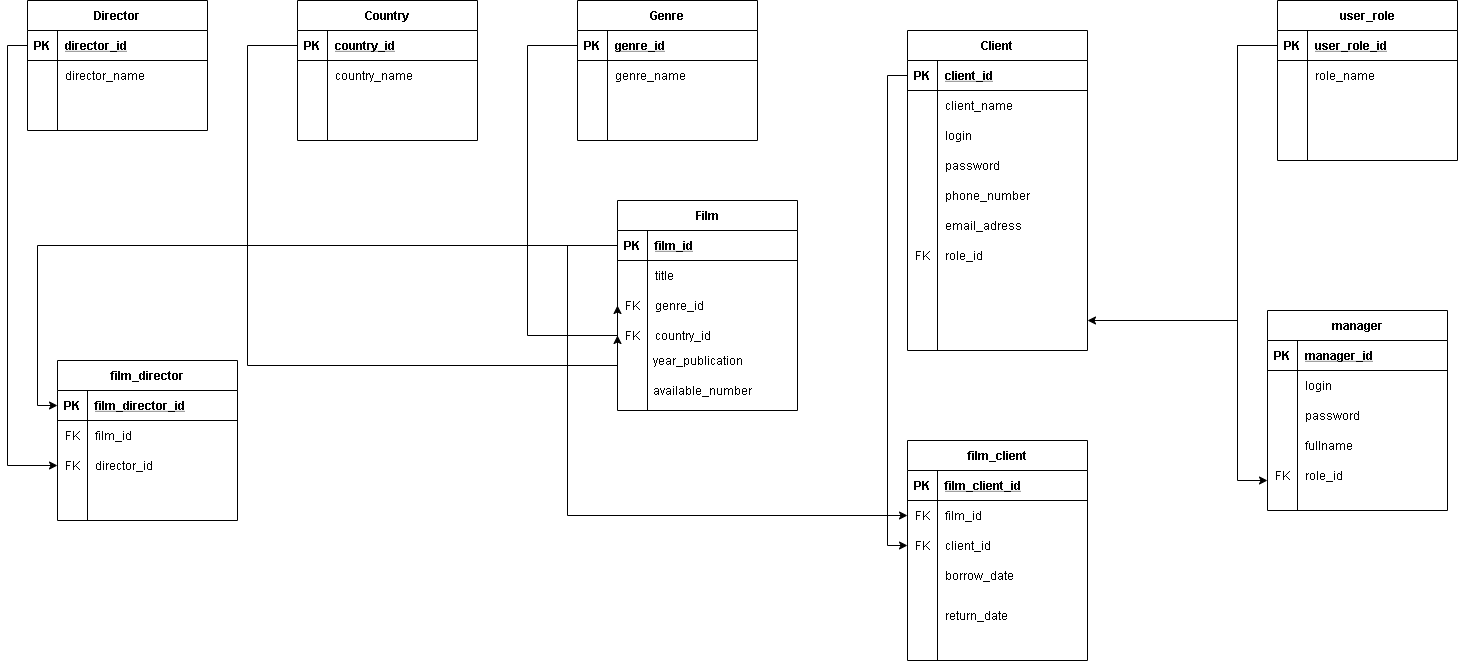 Director
PK director_id
director_name
Country
PK country_id
country_name
Genre
PK genre_id
genre_name
Client
PK client_id
client_name
login
password
phone_number
email_adress
FK role_id
user_role
PK user_role_id
role_name
Film
PK film_id
title
FK genre_id
FK country_id
year_publication
available_number
manager
PK manager_id
login
password
fullname
FK role_id
film_director
PK film_director_id
FK film_id
FK director_id
film_client
PK film_client_id
FK film_id
FK client_id
borrow_date
return_date